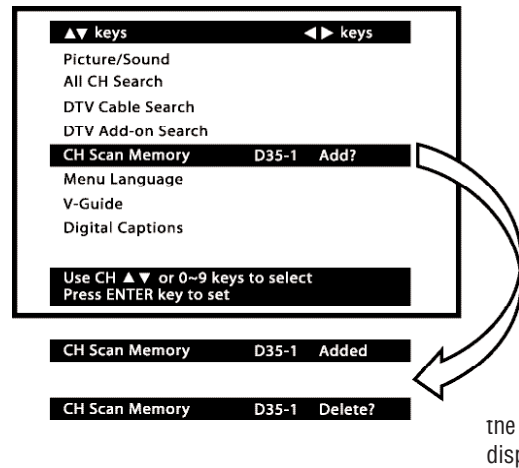 ▲▼ keys ◀▶ keys
Picture/Sound
All CH Search
DTV Cable Search
DTV Add-on Search
CH Scan Memory D35-1 Add?
Menu Language
V-Guide
Digital Captions
Use CH ▲▼ or 0~9 keys to select
Press ENTER key to set
CH Scan Memory D35-1 Added
CH Scan Memory D35-1 Delete?
the
disp